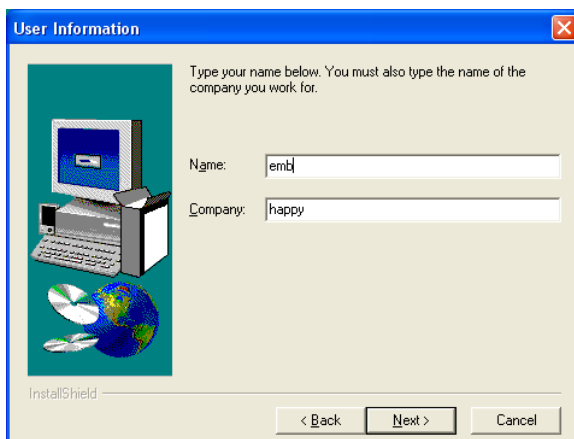 User Information
Type your name below. You must also type the name of the
company you work for.
Name: emb
Company: happy
InstallShield
< Back Next > Cancel